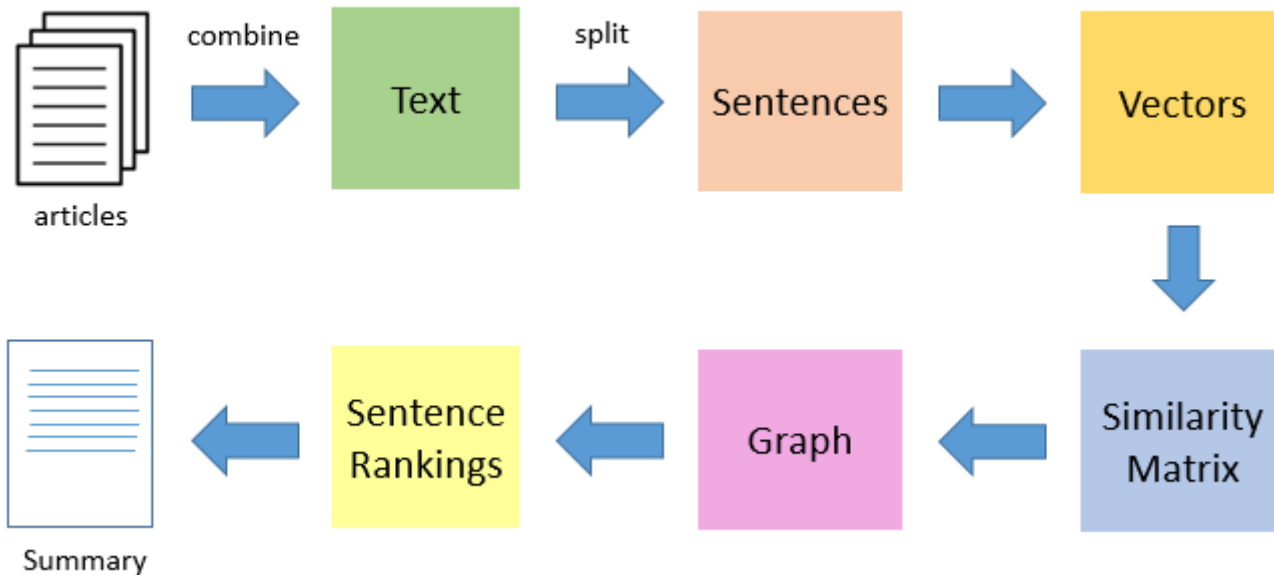 combine
split
Text
Sentences
Vectors
articles
Sentence
Rankings
Graph
Similarity
Matrix
Summary